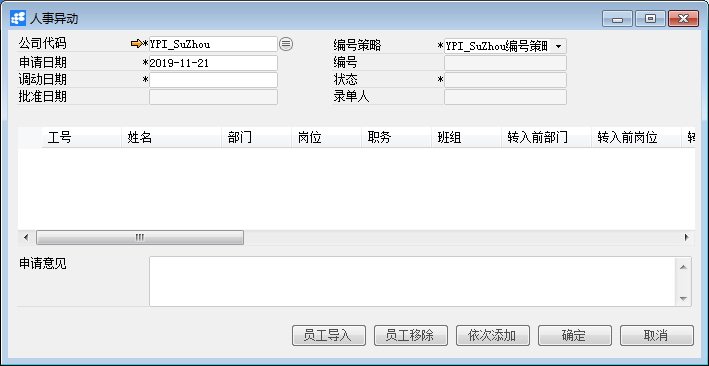 人事异动
公司代码 *YPI_SuZhou 编号策略 *YPI_SuZhou编号策略
申请日期 *2019-11-21 编号
调动日期 * 状态 *
批准日期 录单人
工号 姓名 部门 岗位 职务 班组 转入前部门 转入前岗位
申请意见
员工导入 员工移除 依次添加 确定 取消